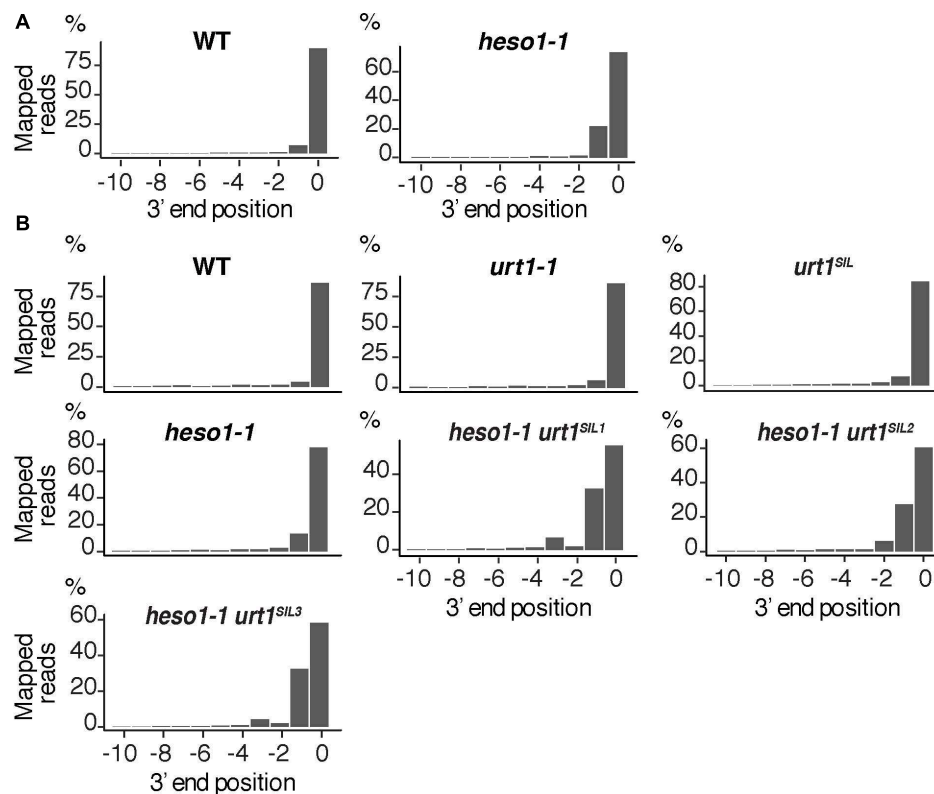 A
%
WT
Mapped reads
75
50
25
0
-10 -8 -6 -4 -2 0
3' end position
%
heso1-1
60
40
20
0
-10 -8 -6 -4 -2 0
3' end position
B
%
WT
Mapped reads
75
50
25
0
%
urt1-1
75
50
25
0
%
urt1SIL
80
60
40
20
0
%
heso1-1
Mapped reads
80
60
40
20
0
%
heso1-1 urt1SIL1
40
20
0
-10 -8 -6 -4 -2 0
3' end position
%
heso1-1 urt1SIL2
60
40
20
0
-10 -8 -6 -4 -2 0
3' end position
%
heso1-1 urt1SIL3
Mapped reads
60
40
20
0
-10 -8 -6 -4 -2 0
3' end position